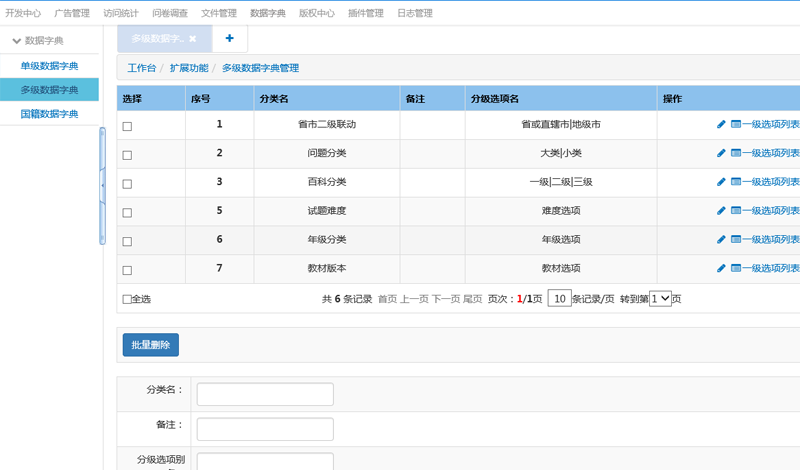 开发中心 广告管理 访问统计 问卷调查 文件管理 数据字典 版权中心 插件管理 日志管理
数据字典
单级数据字典
多级数据字典
国籍数据字典
多级数据字.. ✖ +
工作台 / 扩展功能 / 多级数据字典管理
选择 序号 分类名 备注 分级选项名 操作
1 省市二级联动 省或直辖市|地级市 一级选项列表
2 问题分类 大类|小类 一级选项列表
3 百科分类 一级|二级|三级 一级选项列表
5 试题难度 难度选项 一级选项列表
6 年级分类 年级选项 一级选项列表
7 教材版本 教材选项 一级选项列表
全选 共 6 条记录 首页 上一页 下一页 尾页 页次：1/1页 10 条记录/页 转到第 1 页
批量删除
分类名：
备注：
分级选项别